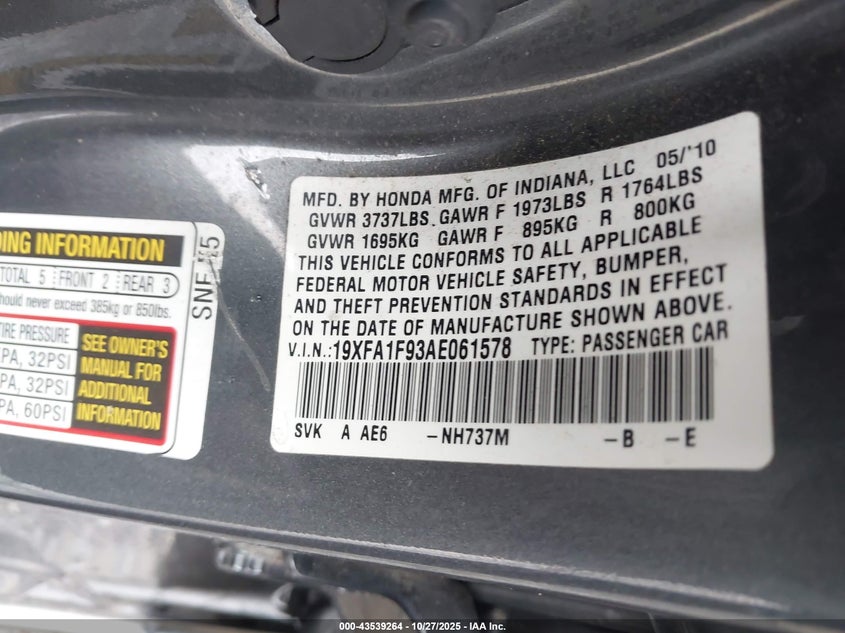 MFD. BY HONDA MFG. OF INDIANA, LLC 05/'10
GVWR 3737LBS GAWR F 1973LBS R 1764LBS
GVWR 1695KG GAWR F 895KG R 800KG
THIS VEHICLE CONFORMS TO ALL APPLICABLE
FEDERAL MOTOR VEHICLE SAFETY, BUMPER,
AND THEFT PREVENTION STANDARDS IN EFFECT
ON THE DATE OF MANUFACTURE SHOWN ABOVE.
V.I.N.:19XFA1F93AE061578 TYPE: PASSENGER CAR
SVK A AE6 -NH737M -B -E
DING INFORMATION
TOTAL 5 FRONT 2 REAR 3
hould never exceed 385kg or 850lbs.
IRE PRESSURE
PA, 32PSI
PA, 32PSI
PA, 60PSI
SEE OWNER'S
MANUAL FOR
ADDITIONAL
INFORMATION
000-43539264 - 10/27/2025 - IAA Inc.